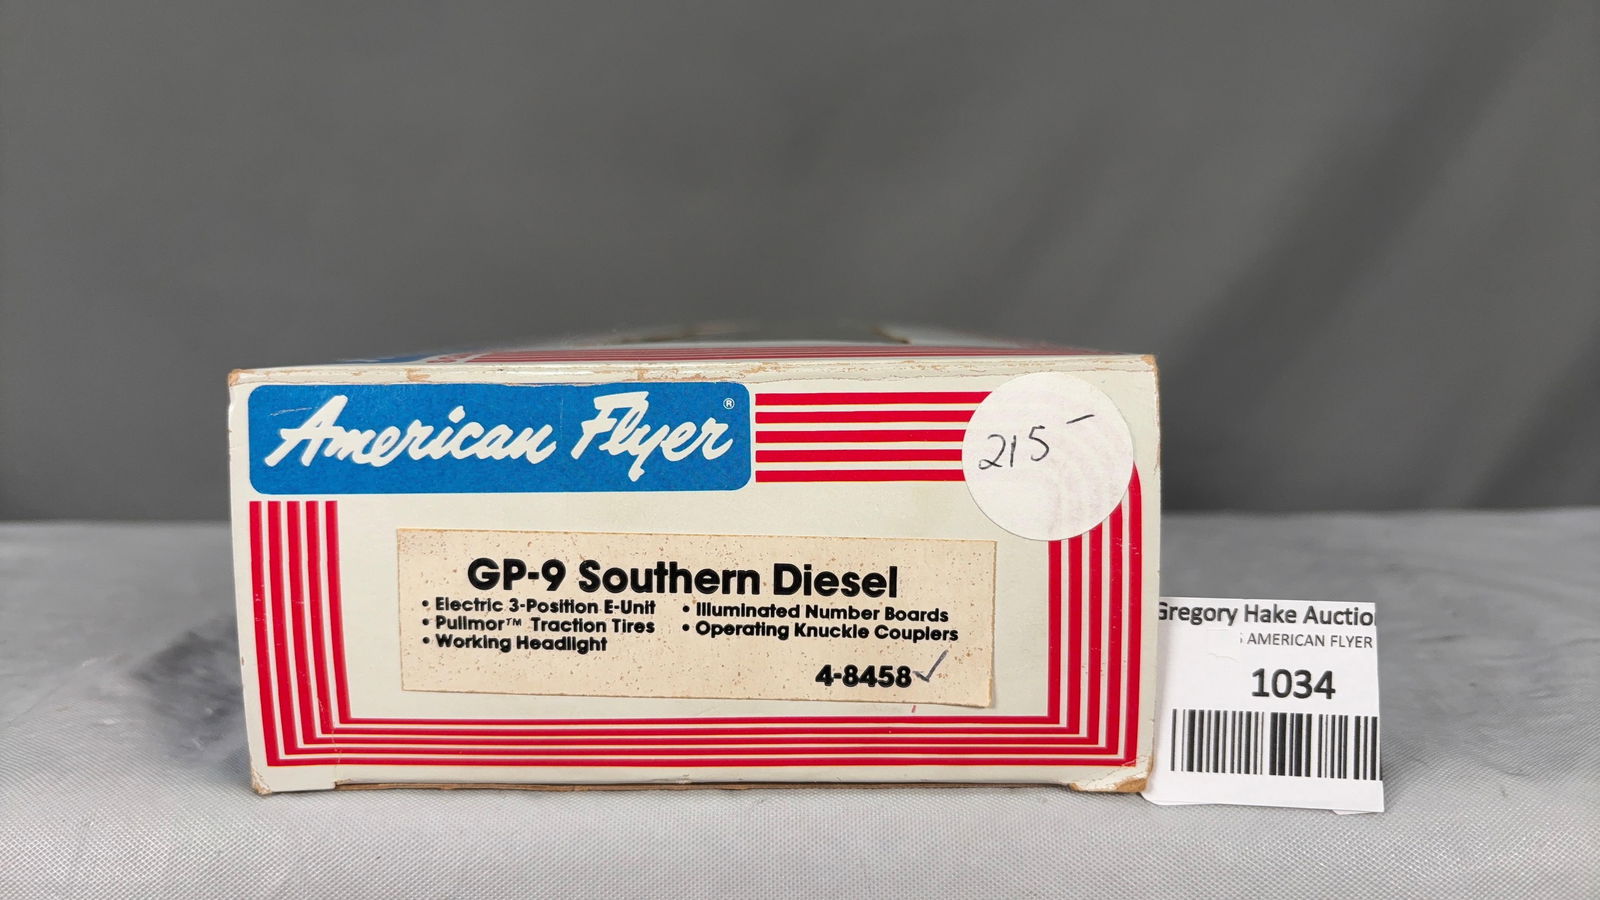 American Flyer®
215-
GP-9 Southern Diesel
• Electric 3-Position E-Unit
• Pullmor™ Traction Tires
• Working Headlight
• Illuminated Number Boards
• Operating Knuckle Couplers
4-8458✓
Gregory Hake Auctio
AMERICAN FLYER
1034